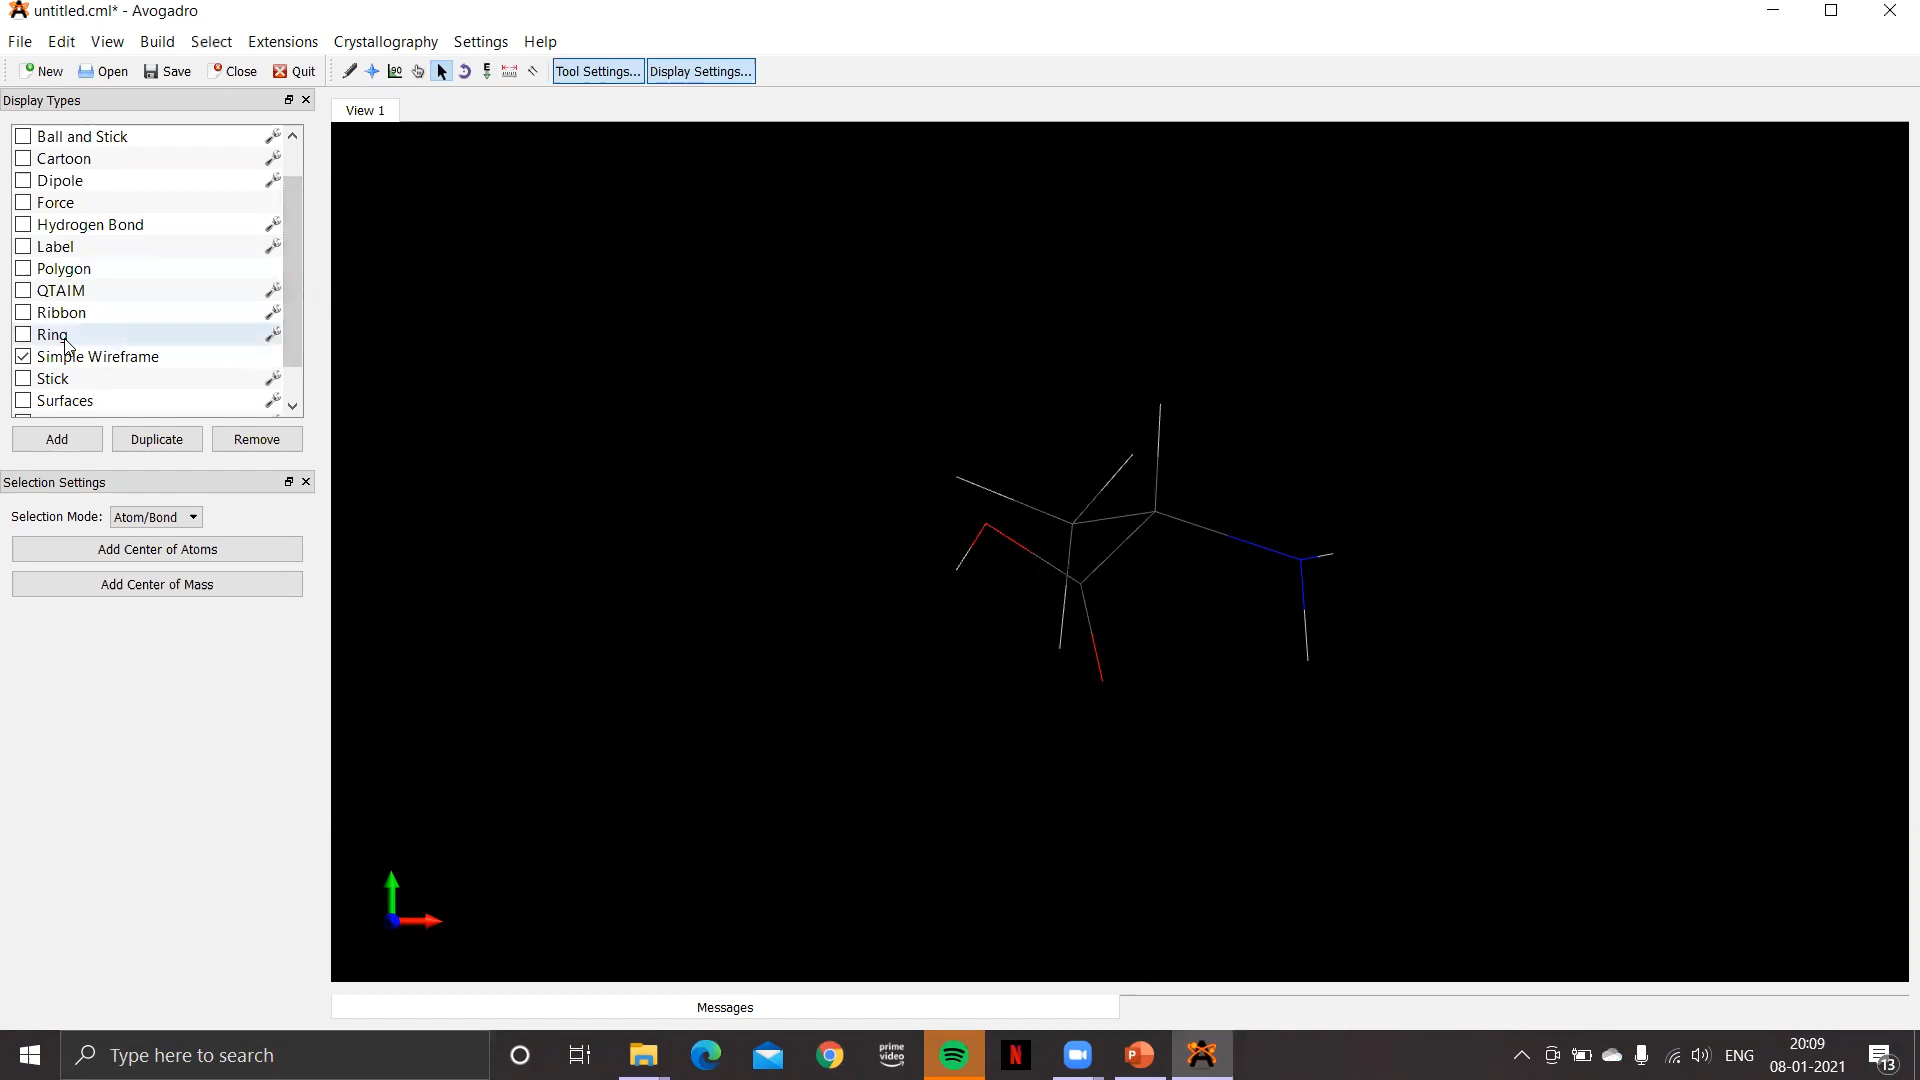 untitled.cml* - Avogadro
File Edit View Build Select Extensions Crystallography Settings Help
New Open Save Close Quit Tool Settings... Display Settings...
Display Types
View 1
Ball and Stick
Cartoon
Dipole
Force
Hydrogen Bond
Label
Polygon
QTAIM
Ribbon
Ring
Simple Wireframe
Stick
Surfaces
Add Duplicate Remove
Selection Settings
Selection Mode: Atom/Bond
Add Center of Atoms
Add Center of Mass
Messages
Type here to search
prime video
ENG
20:09
08-01-2021
13